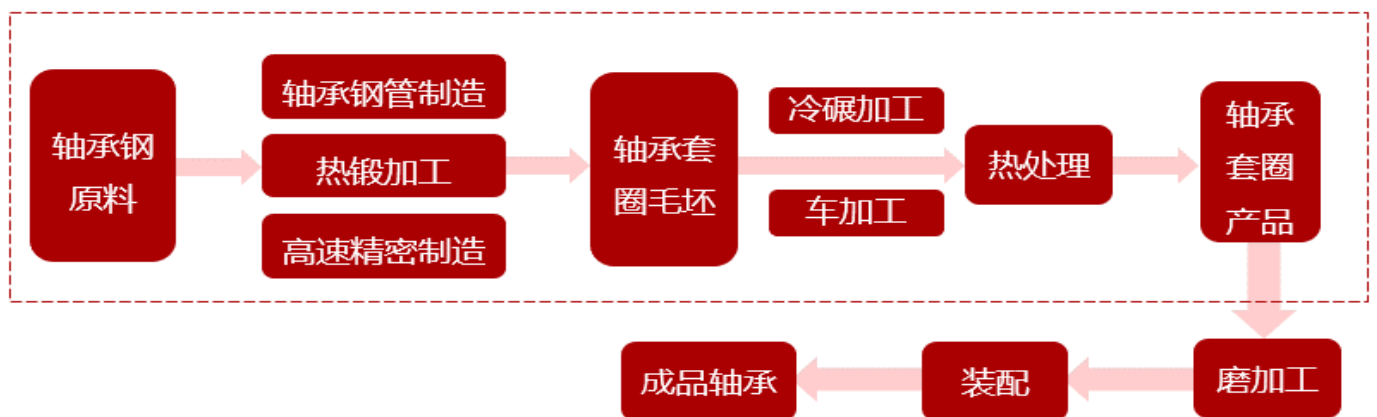 轴承钢
原料
轴承钢管制造
热锻加工
高速精密制造
轴承套
圈毛坯
冷碾加工
车加工
热处理
轴承
套圈
产品
磨加工
装配
成品轴承